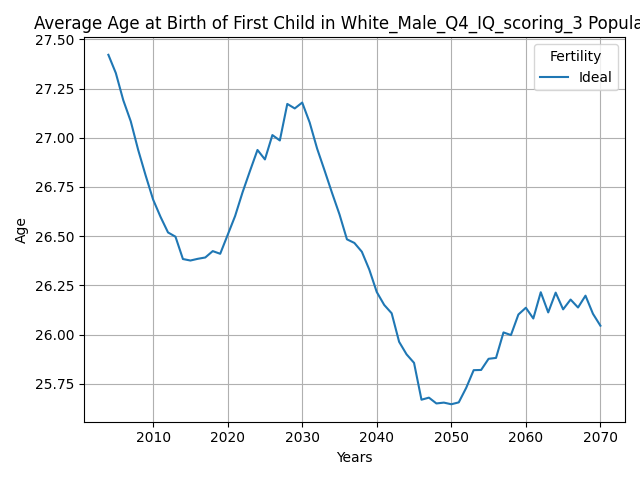 Average Age at Birth of First Child in White_Male_Q4_IQ_scoring_3 Popula
27.50
27.25
27.00
26.75
26.50
26.25
26.00
25.75
Age
Fertility
Ideal
2010 2020 2030 2040 2050 2060 2070
Years